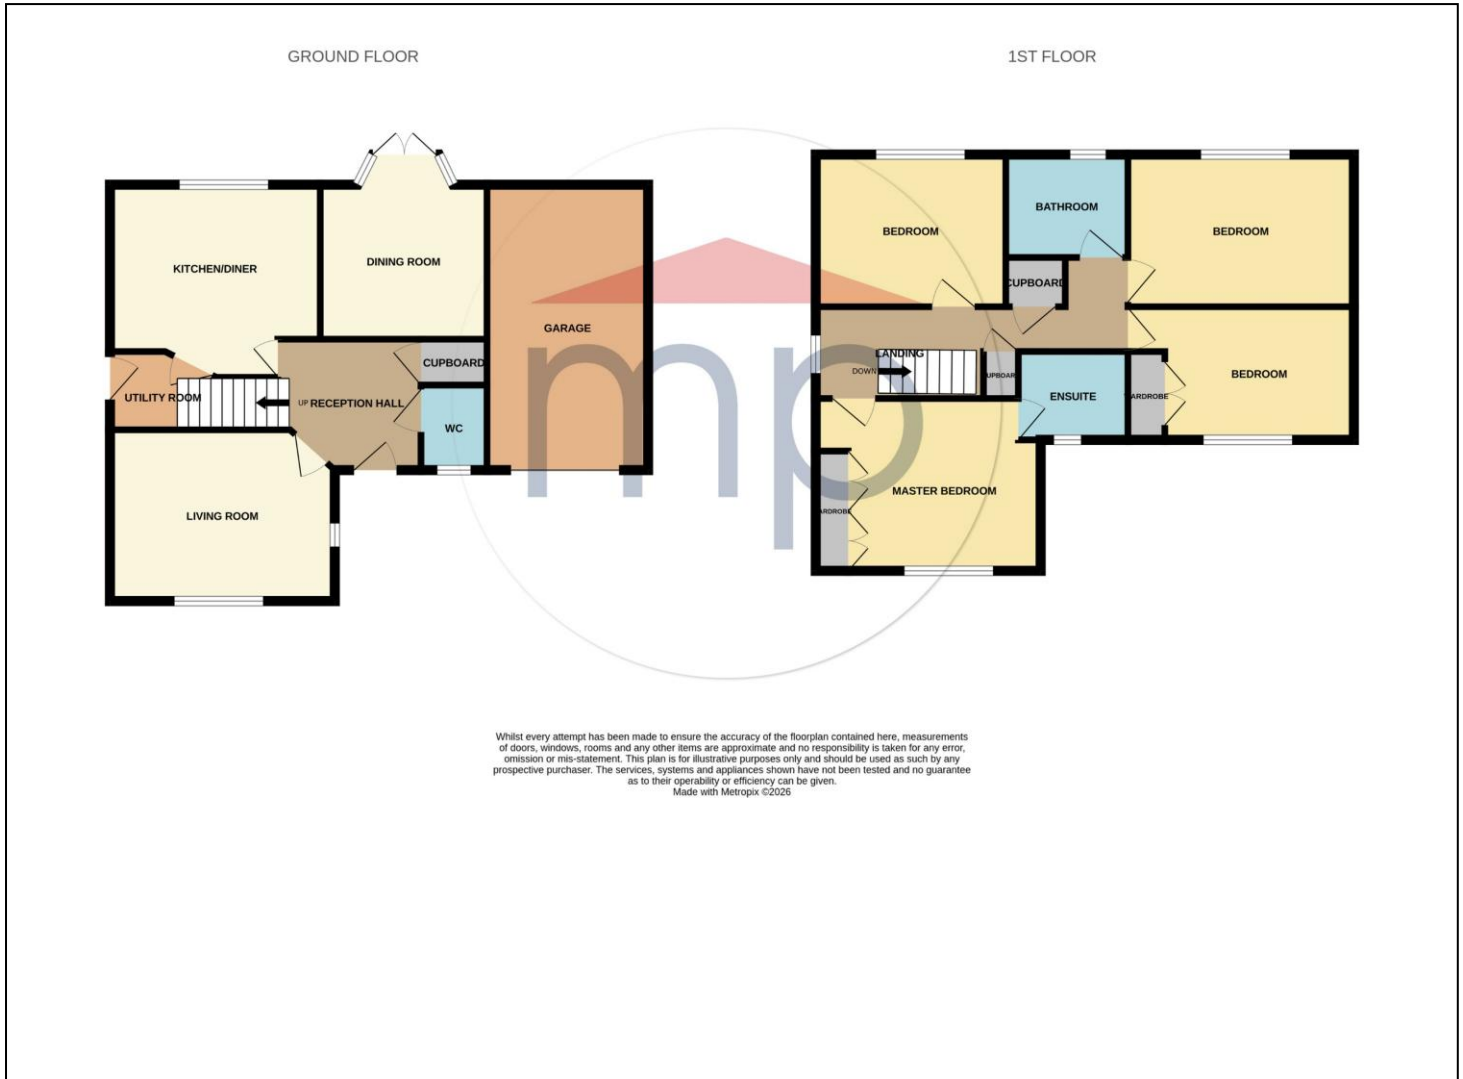 GROUND FLOOR
1ST FLOOR
KITCHEN/DINER
DINING ROOM
GARAGE
CUPBOARD
UTILITY ROOM
UP
RECEPTION HALL
WC
LIVING ROOM
BEDROOM
BATHROOM
BEDROOM
CUPBOARD
LANDING
DOWN
UPBOAR
ENSUITE
ARDROBE
BEDROOM
MASTER BEDROOM
ARDROBE
mp
Whilst every attempt has been made to ensure the accuracy of the floorplan contained here, measurements
of doors, windows, rooms and any other items are approximate and no responsibility is taken for any error,
omission or mis-statement. This plan is for illustrative purposes only and should be used as such by any
prospective purchaser. The services, systems and appliances shown have not been tested and no guarantee
as to their operability or efficiency can be given.
Made with Metropix ©2026